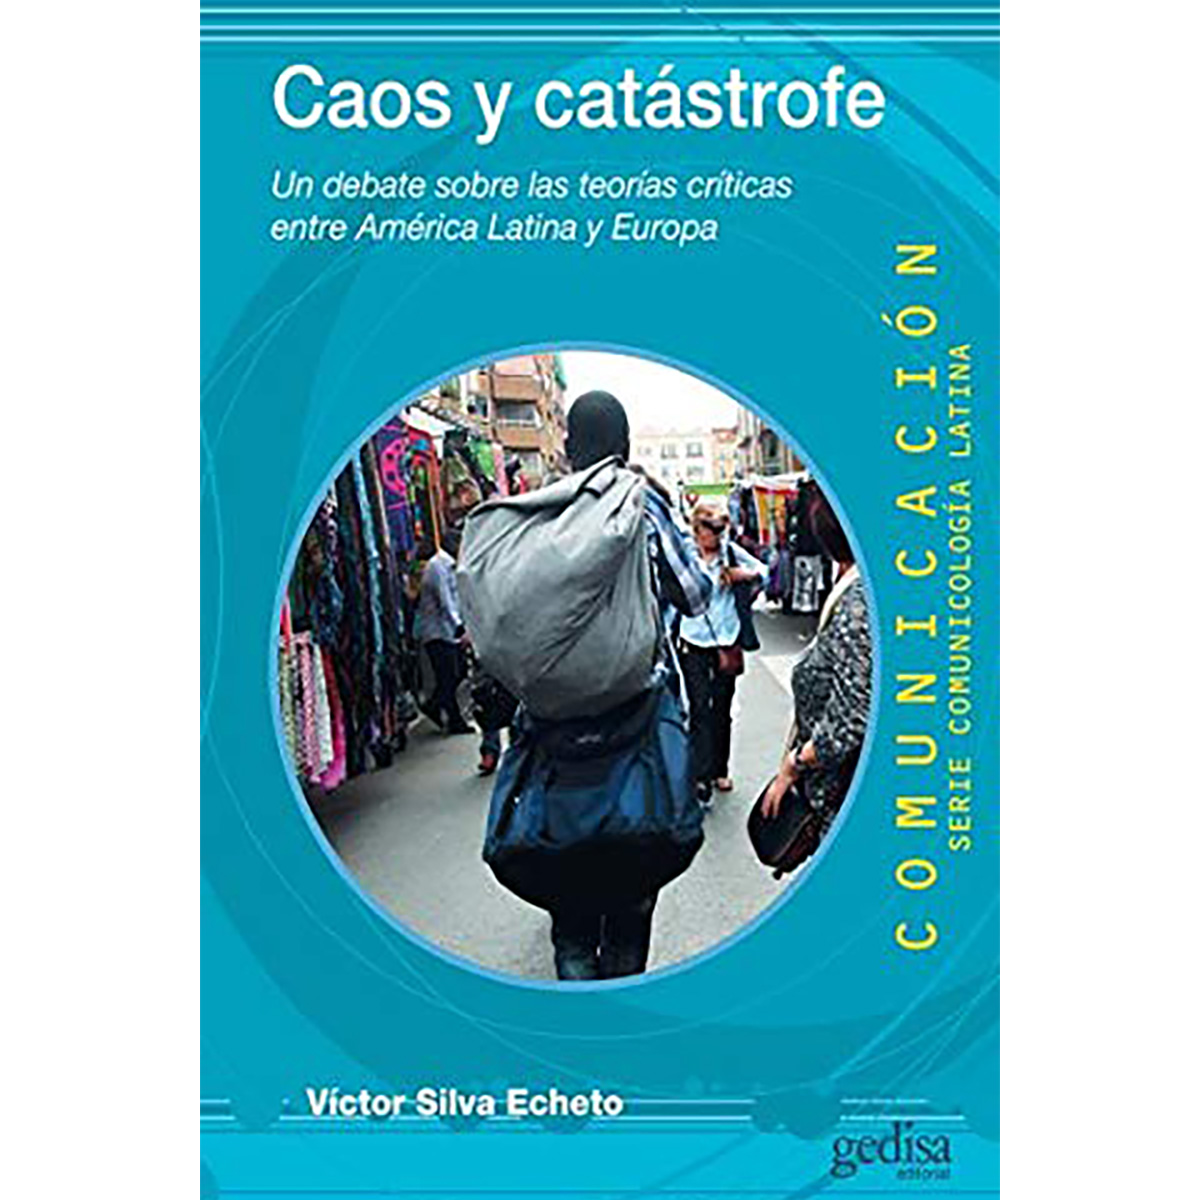 Caos y catástrofe
Un debate sobre las teorías críticas
entre América Latina y Europa
COMUNICACIÓN
SERIE COMUNICOLOGÍA LATINA
Víctor Silva Echeto
gedisa
editorial